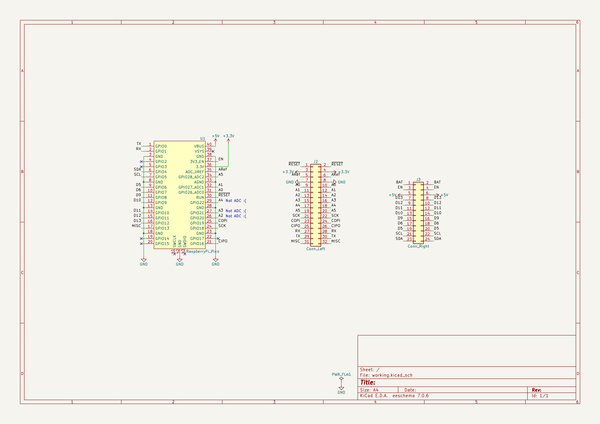 U1
+5V +3.3V
TX 1 GPIO0 VBUS 40
RX 2 GPIO1 VSYS
GND GND EN
GPIO2 3V3_EN
GPIO3 3.3V
SDA GPIO4 ADC_VREF AREF
SCL GPIO5 GPIO28_ADC2 A5
GND AGND
D5 GPIO6 GPIO27_ADC1 A1
D6 GPIO7 GPIO26_ADC0 A0
D9 GPIO8 RUN RESET
D10 GPIO9 GPIO22 A4 Not ADC :(
GND GND
D11 GPIO10 GPIO21 A3 Not ADC :(
D12 GPIO11 GPIO20 A2 Not ADC :(
D13 GPIO12 GPIO19 COPI
MISC GPIO13 GPIO18 SCK
GND GND
GPIO14 GPIO17
GPIO15 GPIO16 CIPO
SWCLK GND SWDIO
RaspberryPi_Pico
GND GND GND
J2
RESET RESET
+3.3V +3.3V
AREF AREF
GND GND
A0 A0
A1 A1
A2 A2
A3 A3
A4 A4
A5 A5
SCK SCK
COPI COPI
CIPO CIPO
RX RX
TX TX
MISC MISC
Conn_Left
BAT BAT
EN EN
+5V +5V
D13 D13
D12 D12
D11 D11
D10 D10
D9 D9
D6 D6
D5 D5
SCL SCL
SDA SDA
Conn_Right
PWR_FLAG
GND
Sheet: /
File: working.kicad_sch
Title:
Size: A4 Date: Rev:
KiCad E.D.A. eeschema 7.0.6 Id: 1/1